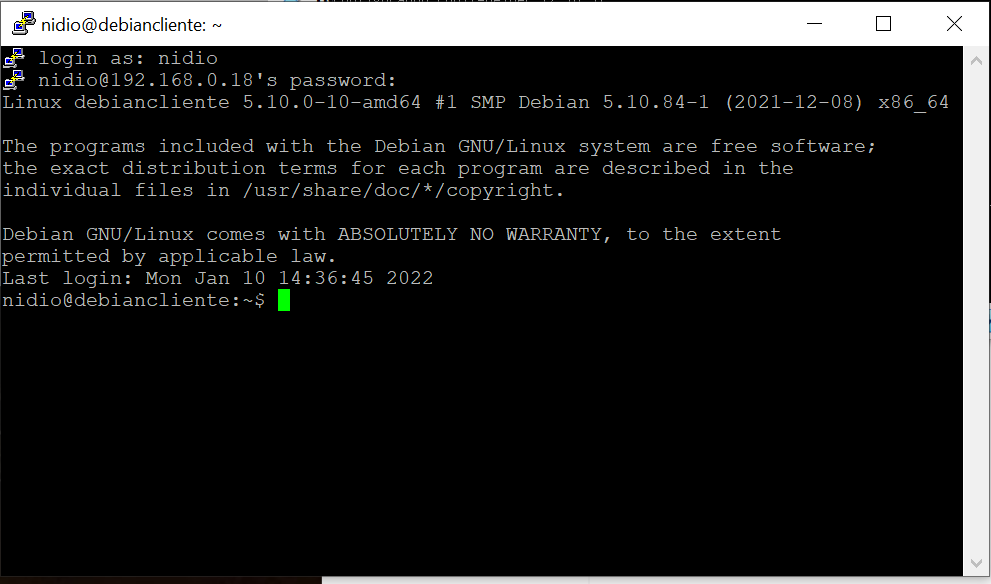 nidio@debiancliente: ~
login as: nidio
nidio@192.168.0.18's password:
Linux debiancliente 5.10.0-10-amd64 #1 SMP Debian 5.10.84-1 (2021-12-08) x86_64
The programs included with the Debian GNU/Linux system are free software;
the exact distribution terms for each program are described in the
individual files in /usr/share/doc/*/copyright.
Debian GNU/Linux comes with ABSOLUTELY NO WARRANTY, to the extent
permitted by applicable law.
Last login: Mon Jan 10 14:36:45 2022
nidio@debiancliente:~$